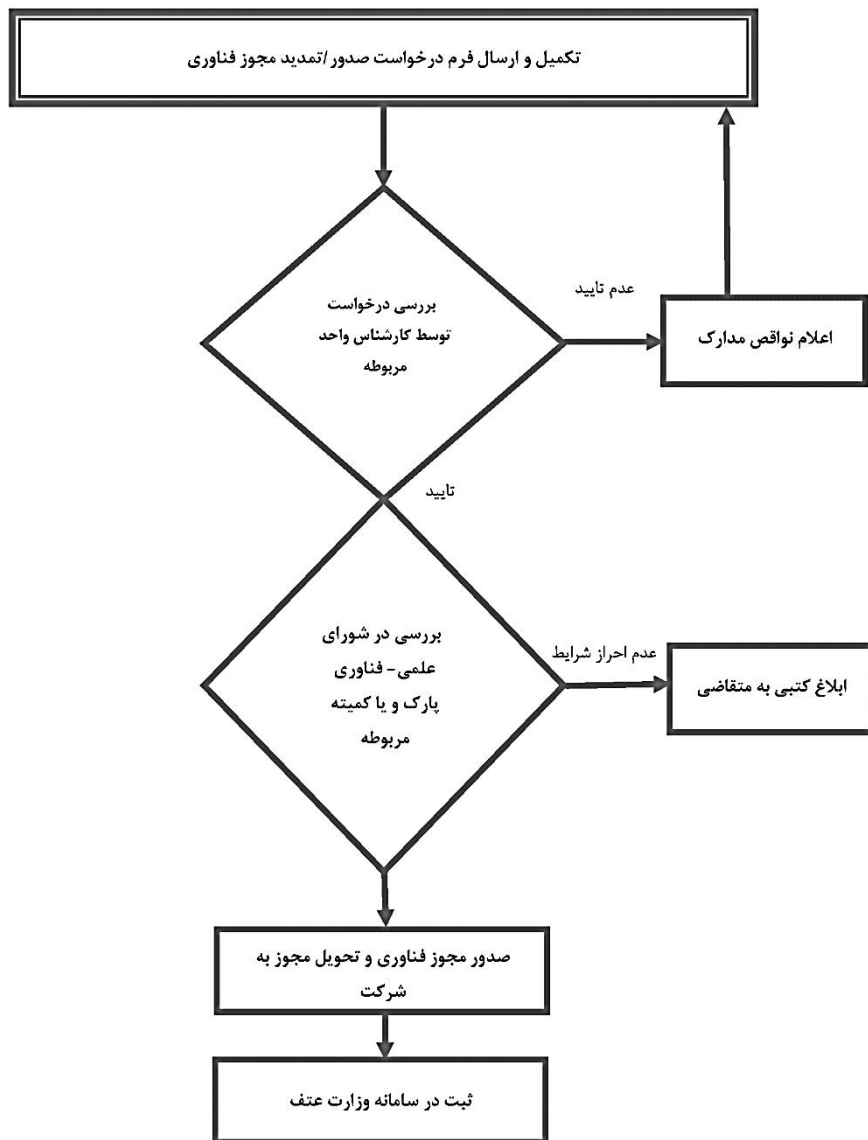 تکمیل و ارسال فرم درخواست صدور/تمدید مجوز فناوری
بررسی درخواست
توسط کارشناس واحد
مربوطه
عدم تایید
اعلام نواقص مدارک
تایید
بررسی در شورای
علمی- فناوری
پارک و یا کمیته
مربوطه
عدم احراز شرایط
ابلاغ کتبی به متقاضی
صدور مجوز فناوری و تحویل مجوز به
شرکت
ثبت در سامانه وزارت عتف